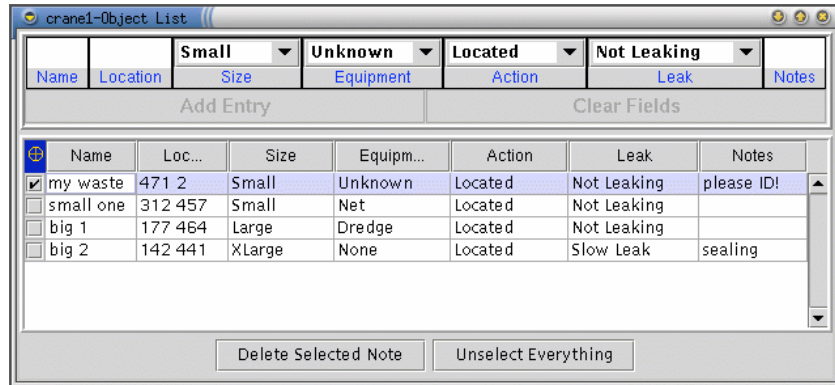 crane1-Object List
Small Unknown Located Not Leaking
Name Location Size Equipment Action Leak Notes
Add Entry Clear Fields
Name Loc... Size Equipm... Action Leak Notes
my waste 471 2 Small Unknown Located Not Leaking please ID!
small one 312 457 Small Net Located Not Leaking
big 1 177 464 Large Dredge Located Not Leaking
big 2 142 441 XLarge None Located Slow Leak sealing
Delete Selected Note Unselect Everything